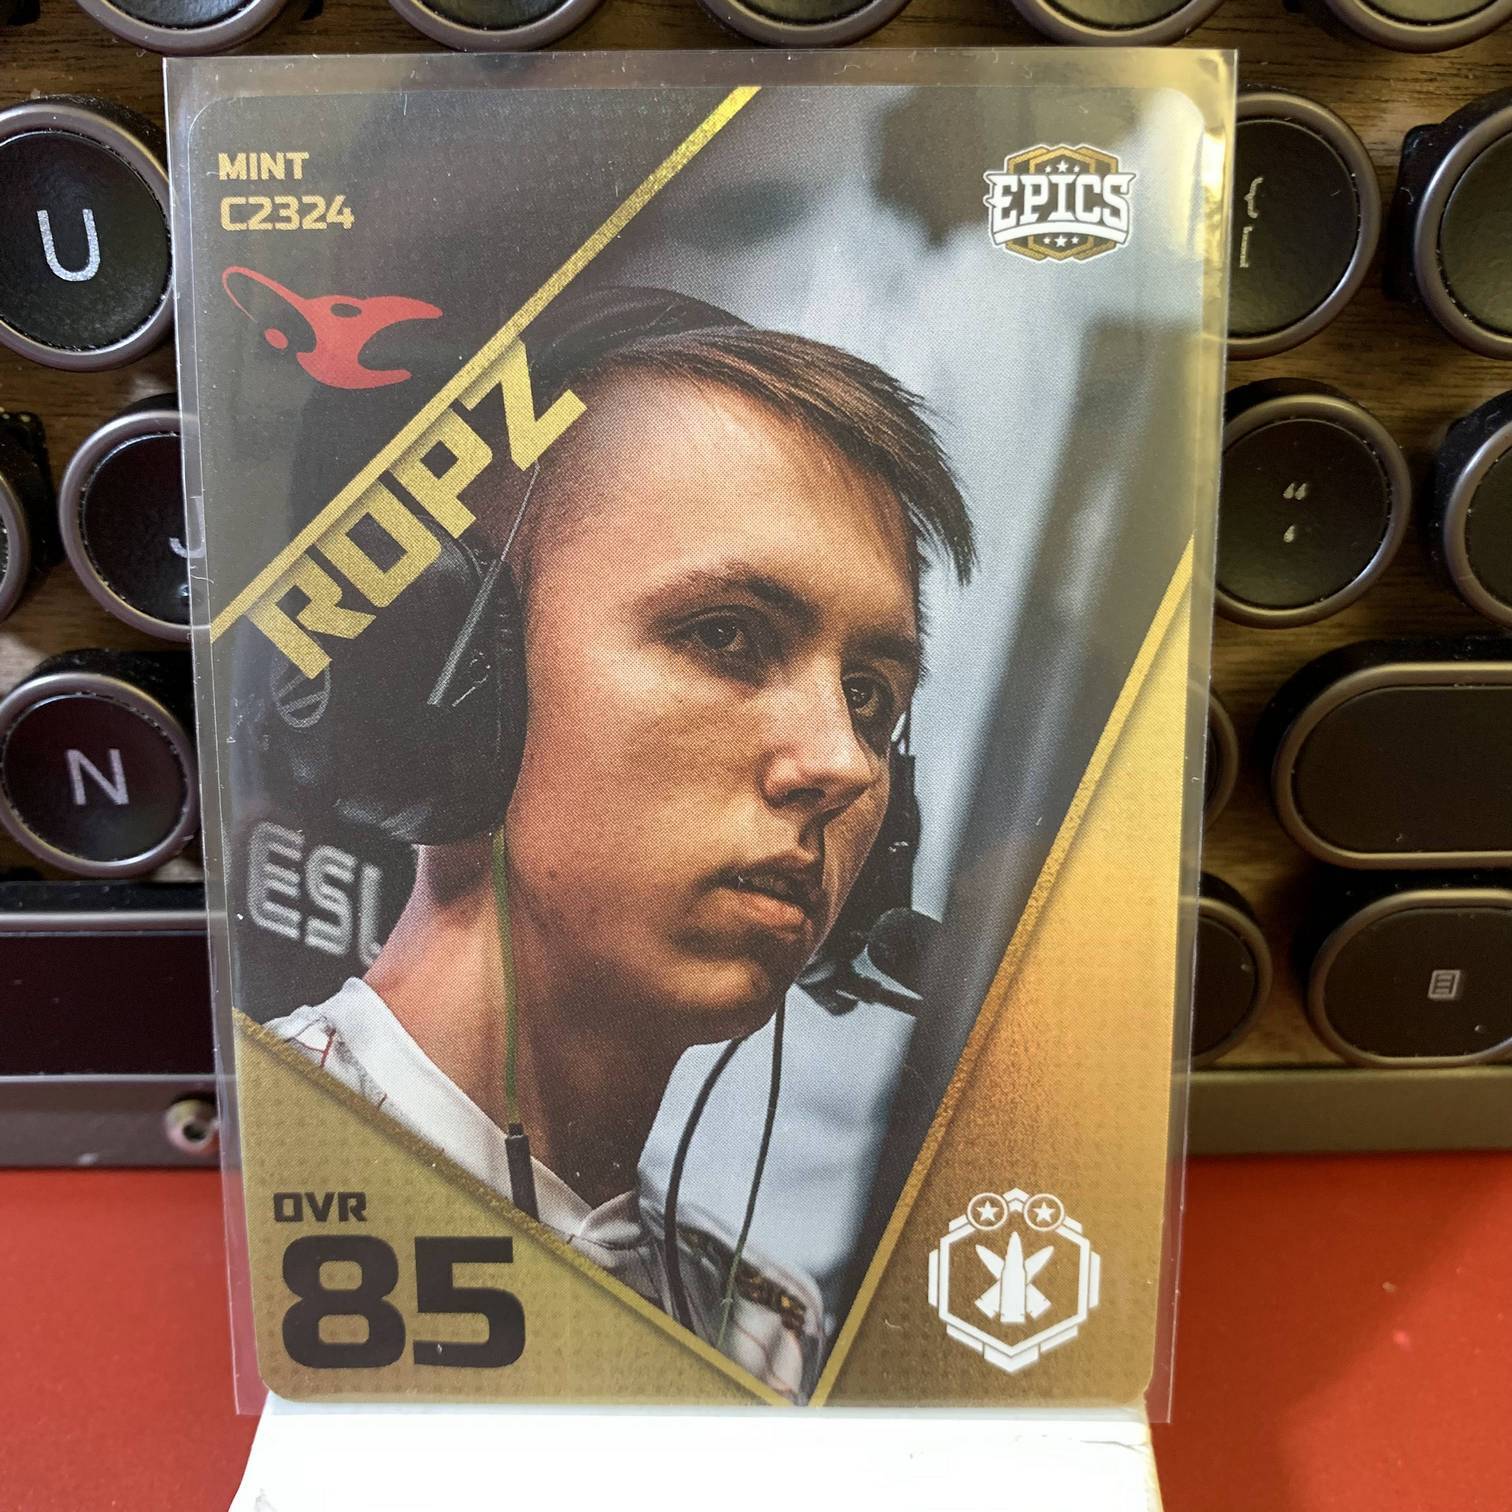 MINT
C2324
EPICS
ROPZ
ESL
OVR
85
U
J
N